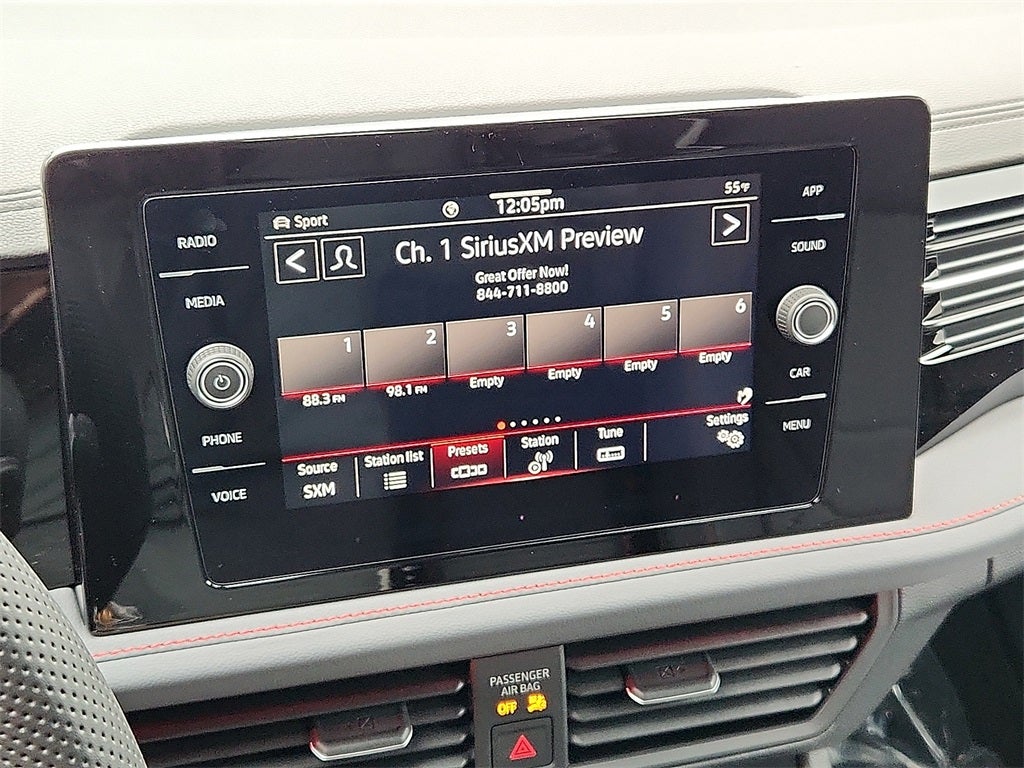 Sport
12:05pm
55°F
< Ch. 1 SiriusXM Preview >
Great Offer Now!
844-711-8800
1 2 3 4 5 6
88.3 FM 98.1 FM Empty Empty Empty Empty
Source Station list Presets Station Tune Settings
SXM
RADIO
MEDIA
PHONE
VOICE
APP
SOUND
CAR
MENU
PASSENGER
AIR BAG
OFF